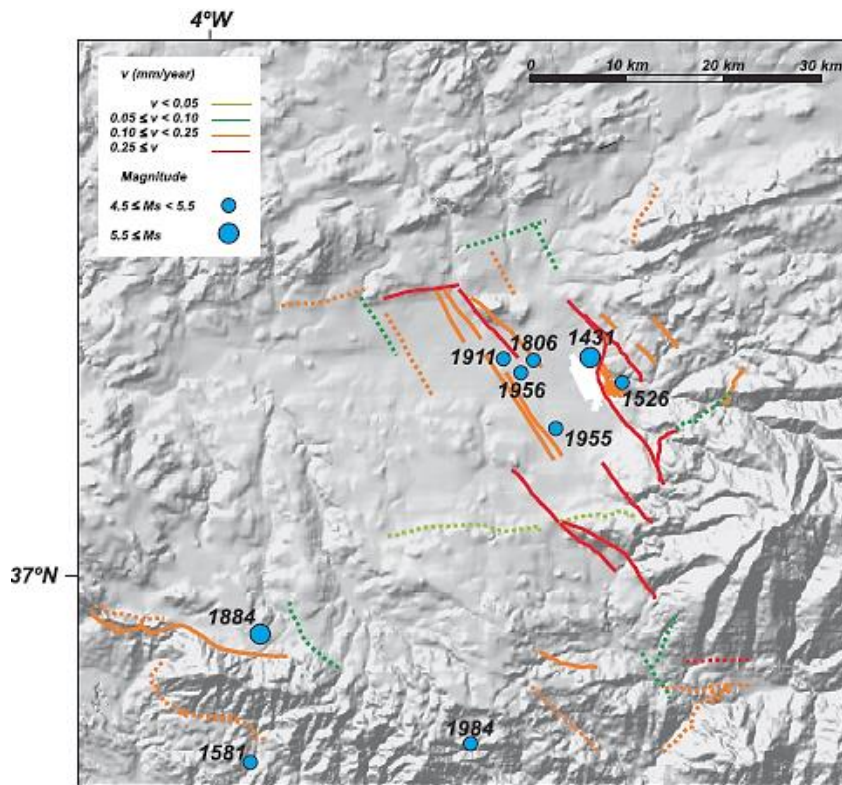 4°W
v (mm/year)
v < 0.05
0.05 ≤ v < 0.10
0.10 ≤ v < 0.25
0.25 ≤ v
Magnitude
4.5 ≤ Ms < 5.5
5.5 ≤ Ms
0 10 km 20 km 30 km
1431
1806
1911
1956
1526
1955
37ºN
1884
1984
1581